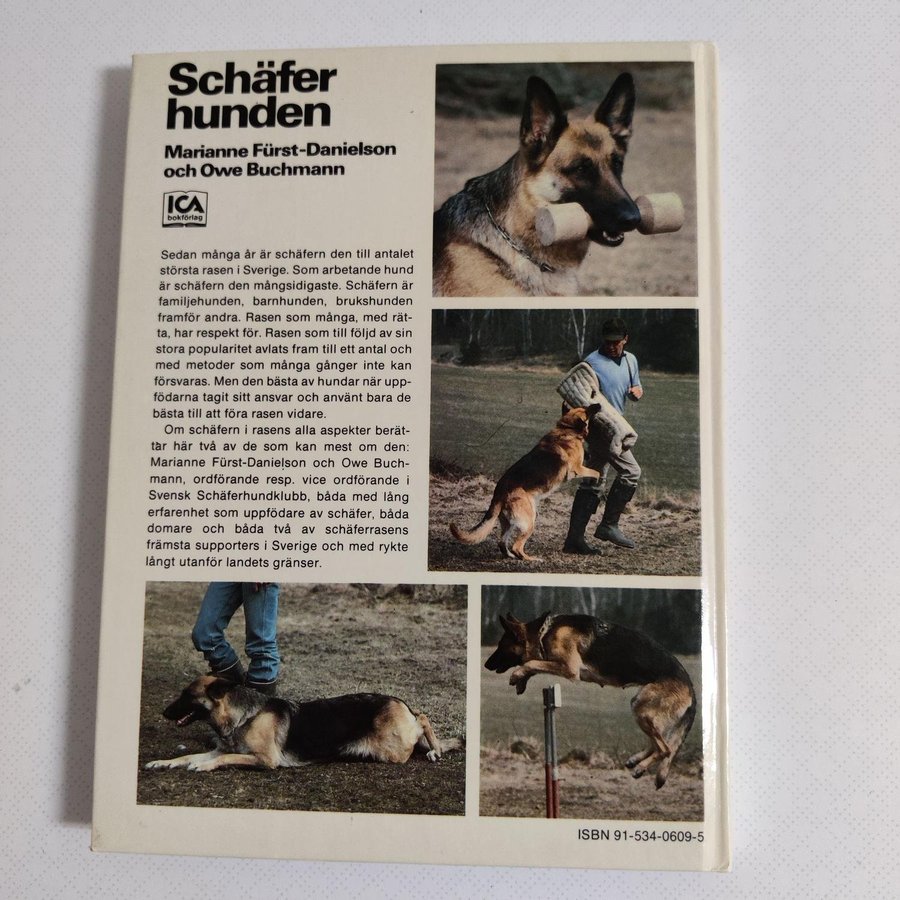 Schäfer
hunden
Marianne Fürst-Danielson
och Owe Buchmann
ICA
bokförlag
Sedan många år är schäfern den till antalet
största rasen i Sverige. Som arbetande hund
är schäfern den mångsidigaste. Schäfern är
familjehunden, barnhunden, brukshunden
framför andra. Rasen som många, med rät-
ta, har respekt för. Rasen som till följd av sin
stora popularitet avlats fram till ett antal och
med metoder som många gånger inte kan
försvaras. Men den bästa av hundar när upp-
födarna tagit sitt ansvar och använt bara de
bästa till att föra rasen vidare.
Om schäfern i rasens alla aspekter berät-
tar här två av de som kan mest om den:
Marianne Fürst-Danielson och Owe Buch-
mann, ordförande resp. vice ordförande i
Svensk Schäferhundklubb, båda med lång
erfarenhet som uppfödare av schäfer, båda
domare och båda två av schäferrasens
främsta supporters i Sverige och med rykte
långt utanför landets gränser.
ISBN 91-534-0609-5